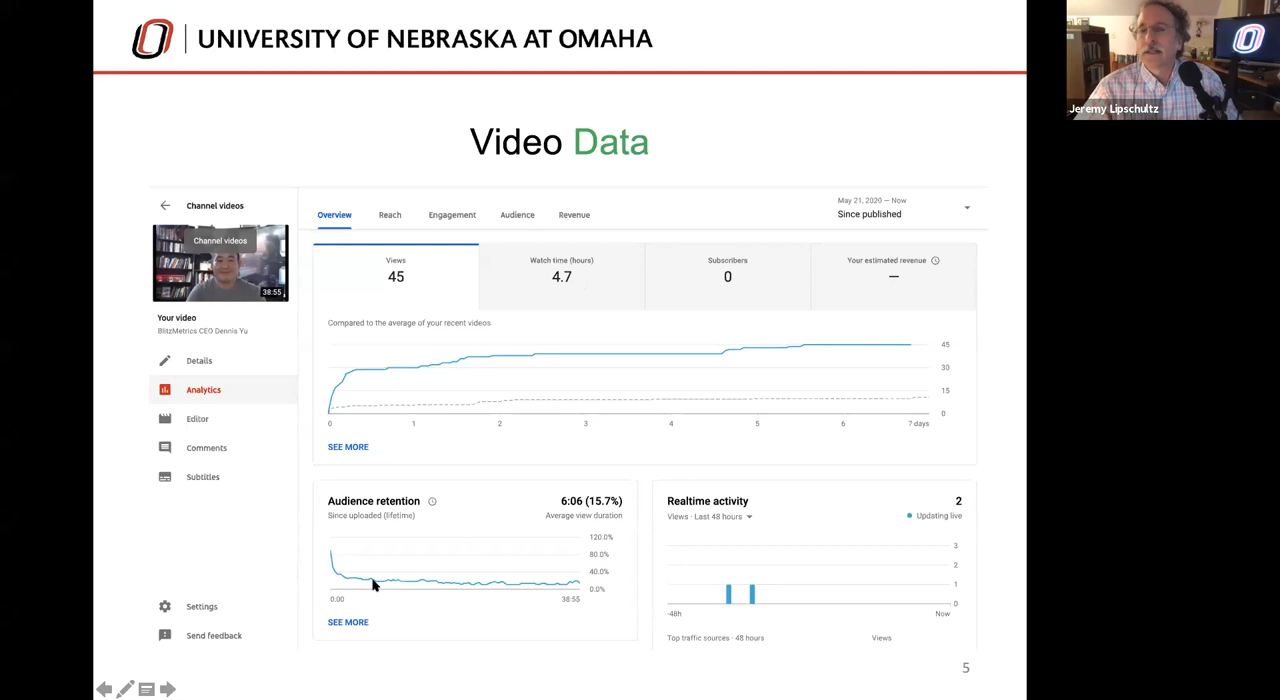 UNIVERSITY OF NEBRASKA AT OMAHA
Jeremy Lipschultz
Video Data
Channel videos
Channel videos
38:55
Your video
BlitzMetrics CEO Dennis Yu
Details
Analytics
Editor
Comments
Subtitles
Settings
Send feedback
Overview Reach Engagement Audience Revenue
May 21, 2020 – Now
Since published
Views
45
Watch time (hours)
4.7
Subscribers
0
Your estimated revenue
—
Compared to the average of your recent videos
45
30
15
0
0 1 2 3 4 5 6 7 days
SEE MORE
Audience retention 6:06 (15.7%)
Since uploaded (lifetime) Average view duration
120.0%
80.0%
40.0%
0.0%
0.00 38:55
SEE MORE
Realtime activity 2
Views · Last 48 hours Updating live
3
2
1
0
-48h Now
Top traffic sources · 48 hours Views
5